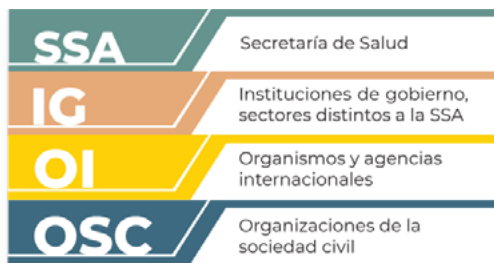 SSA
Secretaría de Salud
IG
Instituciones de gobierno,
sectores distintos a la SSA
OI
Organismos y agencias
internacionales
OSC
Organizaciones de la
sociedad civil